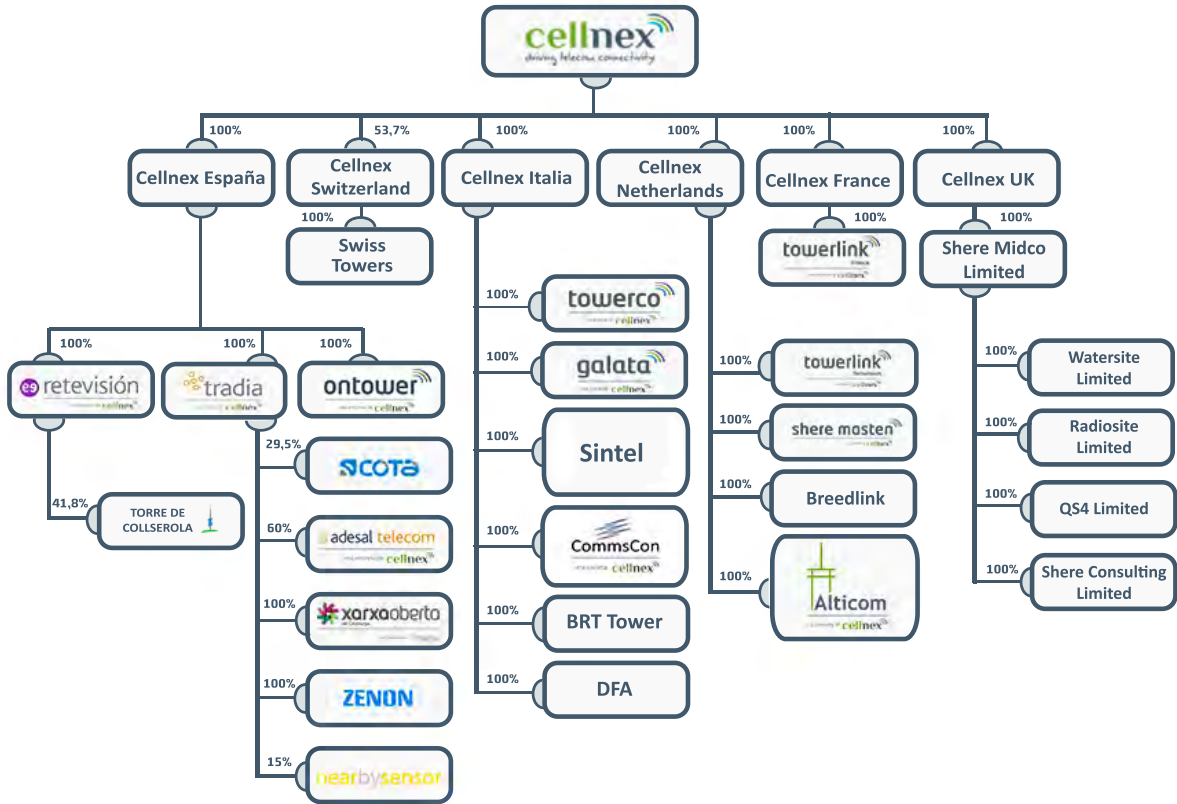 cellnex
driving telecom connectivity
100%
53,7%
100%
100%
100%
100%
Cellnex España
Cellnex
Switzerland
Cellnex Italia
Cellnex
Netherlands
Cellnex France
Cellnex UK
100%
Swiss
Towers
100%
towerlink
100%
Shere Midco
Limited
100%
100%
100%
retevisión
cellnex
tradia
cellnex
ontower
cellnex
41,8%
TORRE DE
COLLSEROLA
29,5%
COTA
60%
adesal telecom
cellnex
100%
xarxaoberta
100%
ZENON
15%
nearbysensor
100%
towerco
cellnex
100%
galata
cellnex
100%
Sintel
100%
CommsCon
cellnex
100%
BRT Tower
100%
DFA
100%
towerlink
100%
shere masten
100%
Breedlink
100%
Alticom
cellnex
100%
Watersite
Limited
100%
Radiosite
Limited
100%
QS4 Limited
100%
Shere Consulting
Limited